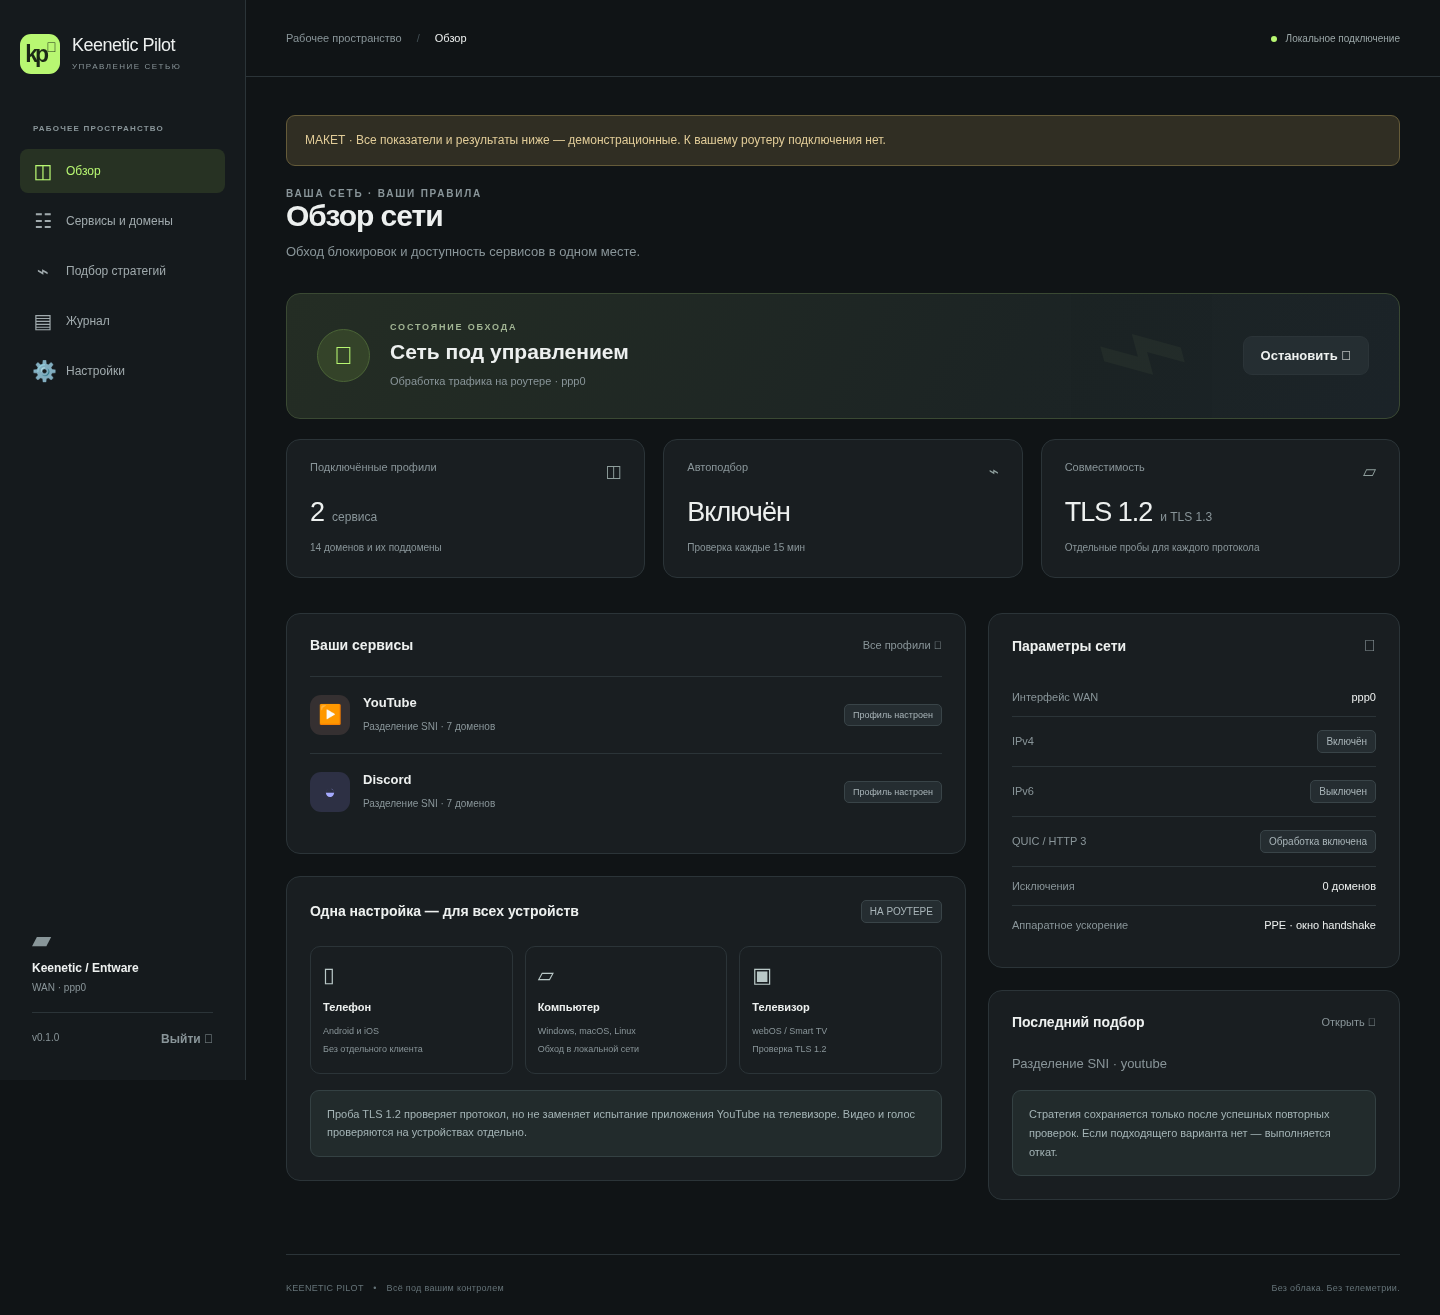 kp
Keenetic Pilot
УПРАВЛЕНИЕ СЕТЬЮ
РАБОЧЕЕ ПРОСТРАНСТВО
Обзор
Сервисы и домены
Подбор стратегий
Журнал
Настройки
Keenetic / Entware
WAN · ppp0
v0.1.0
Выйти
Рабочее пространство / Обзор
Локальное подключение
МАКЕТ · Все показатели и результаты ниже — демонстрационные. К вашему роутеру подключения нет.
ВАША СЕТЬ · ВАШИ ПРАВИЛА
Обзор сети
Обход блокировок и доступность сервисов в одном месте.
СОСТОЯНИЕ ОБХОДА
Сеть под управлением
Обработка трафика на роутере · ppp0
Остановить
Подключённые профили
2 сервиса
14 доменов и их поддомены
Автоподбор
Включён
Проверка каждые 15 мин
Совместимость
TLS 1.2 и TLS 1.3
Отдельные пробы для каждого протокола
Ваши сервисы
Все профили
YouTube
Разделение SNI · 7 доменов
Профиль настроен
Discord
Разделение SNI · 7 доменов
Профиль настроен
Одна настройка — для всех устройств
НА РОУТЕРЕ
Телефон
Android и iOS
Без отдельного клиента
Компьютер
Windows, macOS, Linux
Обход в локальной сети
Телевизор
webOS / Smart TV
Проверка TLS 1.2
Проба TLS 1.2 проверяет протокол, но не заменяет испытание приложения YouTube на телевизоре. Видео и голос
проверяются на устройствах отдельно.
Параметры сети
Интерфейс WAN
ppp0
IPv4
Включён
IPv6
Выключен
QUIC / HTTP 3
Обработка включена
Исключения
0 доменов
Аппаратное ускорение
PPE · окно handshake
Последний подбор
Открыть
Разделение SNI · youtube
Стратегия сохраняется только после успешных повторных
проверок. Если подходящего варианта нет — выполняется
откат.
KEENETIC PILOT • Всё под вашим контролем
Без облака. Без телеметрии.